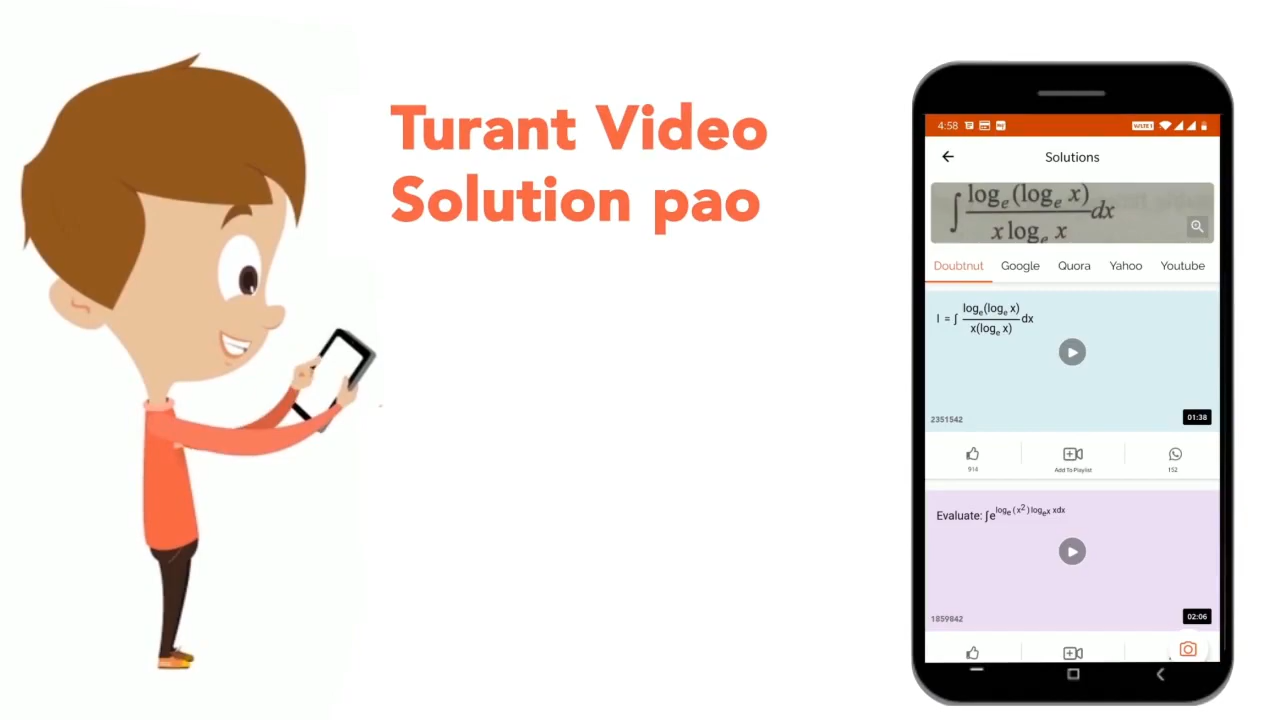 Turant Video
Solution pao
4:58
VoLTE1
Solutions
∫ logₑ(logₑ x) / x logₑ x dx
Doubtnut Google Quora Yahoo Youtube
I = ∫ logₑ(logₑ x) / x(logₑ x) dx
2351542 01:38
914 Add To Playlist 152
Evaluate: ∫e^logₑ(x²)logₑx xdx
1859842 02:06